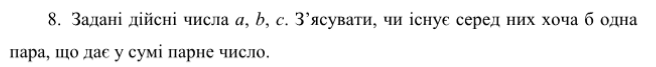 8. Задані дійсні числа a, b, c. З’ясувати, чи існує серед них хоча б одна
пара, що дає у сумі парне число.